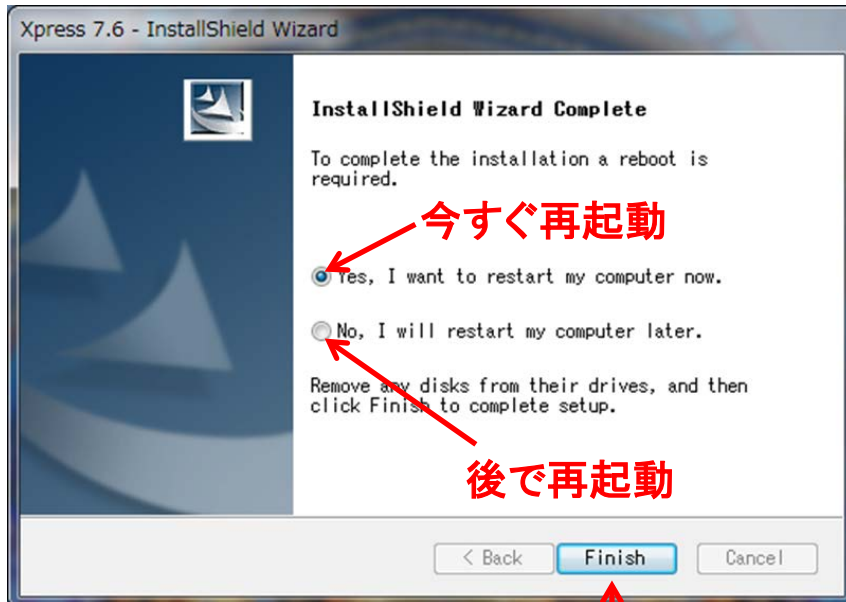 Xpress 7.6 - InstallShield Wizard
InstallShield Wizard Complete
To complete the installation a reboot is
required.
今すぐ再起動
Yes, I want to restart my computer now.
No, I will restart my computer later.
Remove any disks from their drives, and then
click Finish to complete setup.
後で再起動
< Back Finish Cancel